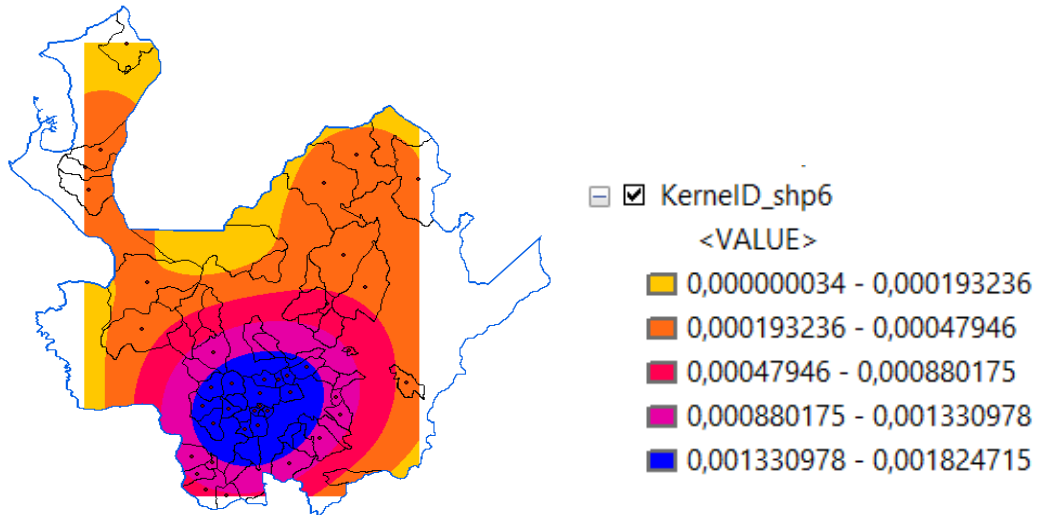 KernelD_shp6
<VALUE>
0,000000034 - 0,000193236
0,000193236 - 0,00047946
0,00047946 - 0,000880175
0,000880175 - 0,001330978
0,001330978 - 0,001824715